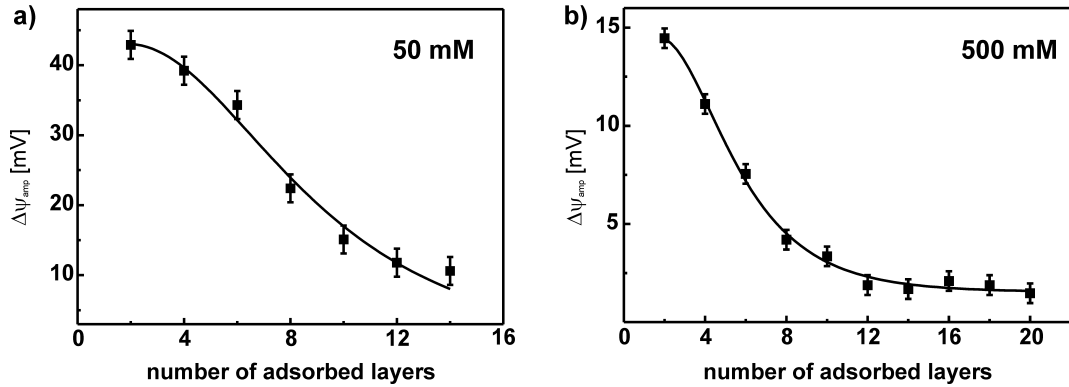 a)
50 mM
Δψamp [mV]
40
30
20
10
0
4
8
12
16
number of adsorbed layers
b)
500 mM
Δψamp [mV]
15
10
5
0
4
8
12
16
20
number of adsorbed layers